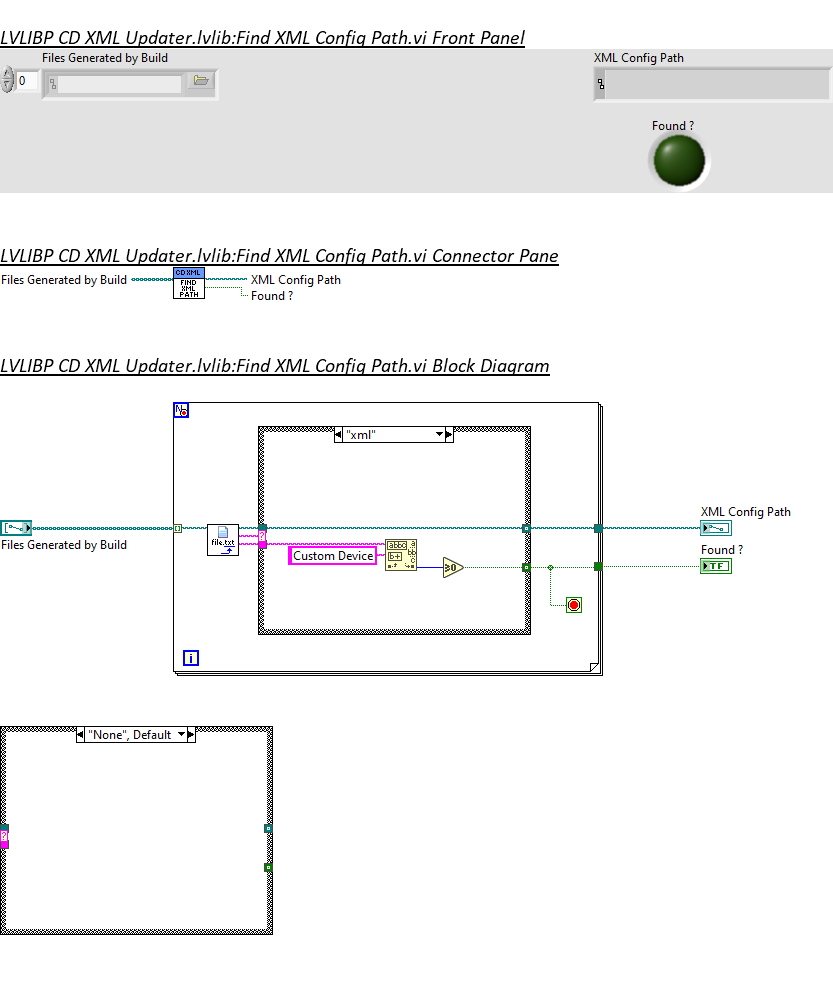 LVLIBP CD XML Updater.lvlib:Find XML Config Path.vi Front Panel
Files Generated by Build
XML Config Path
0
Found ?
LVLIBP CD XML Updater.lvlib:Find XML Config Path.vi Connector Pane
CD XML
FIND
XML
PATH
Files Generated by Build
XML Config Path
Found ?
LVLIBP CD XML Updater.lvlib:Find XML Config Path.vi Block Diagram
N
"xml"
Files Generated by Build
file.txt
?
Custom Device
abbc
b+
a
bb
c
≥0
XML Config Path
Found ?
TF
i
"None", Default
?